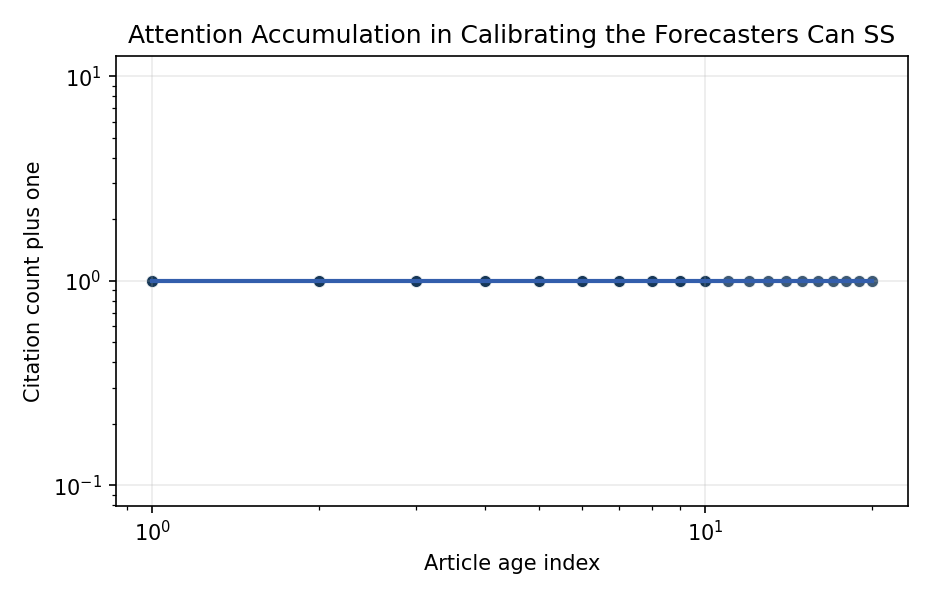 Attention Accumulation in Calibrating the Forecasters Can SS
Citation count plus one
10¹
10⁰
10⁻¹
10⁰
10¹
Article age index